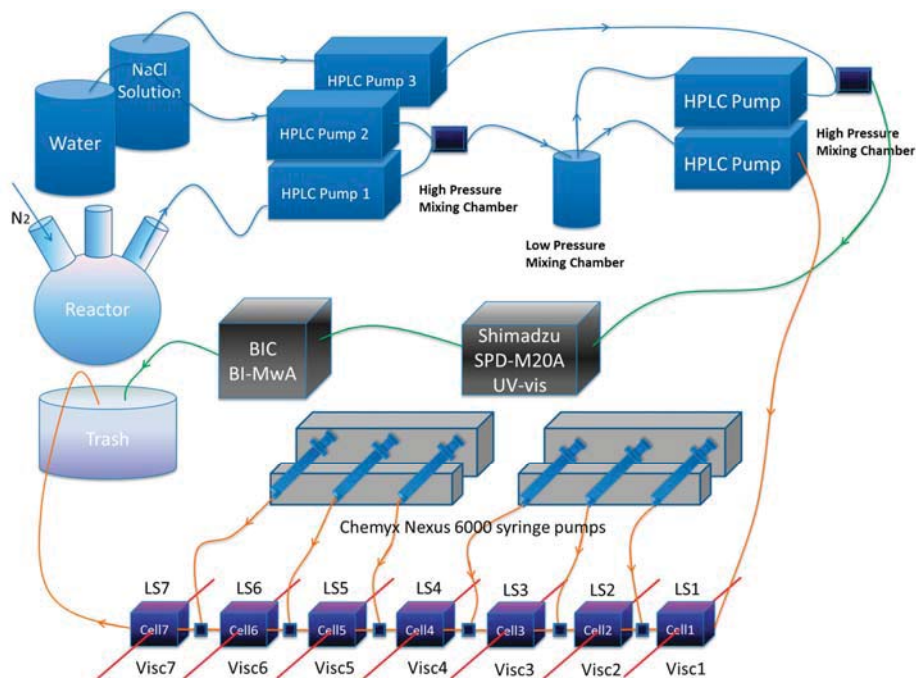 NaCl
Solution
Water
HPLC Pump 3
HPLC Pump 2
HPLC Pump 1
High Pressure
Mixing Chamber
HPLC Pump
HPLC Pump
High Pressure
Mixing Chamber
Low Pressure
Mixing Chamber
N2
Reactor
BIC
BI-MwA
Shimadzu
SPD-M20A
UV-vis
Trash
Chemyx Nexus 6000 syringe pumps
LS7
LS6
LS5
LS4
LS3
LS2
LS1
Cell7
Cell6
Cell5
Cell4
Cell3
Cell2
Cell1
Visc7
Visc6
Visc5
Visc4
Visc3
Visc2
Visc1